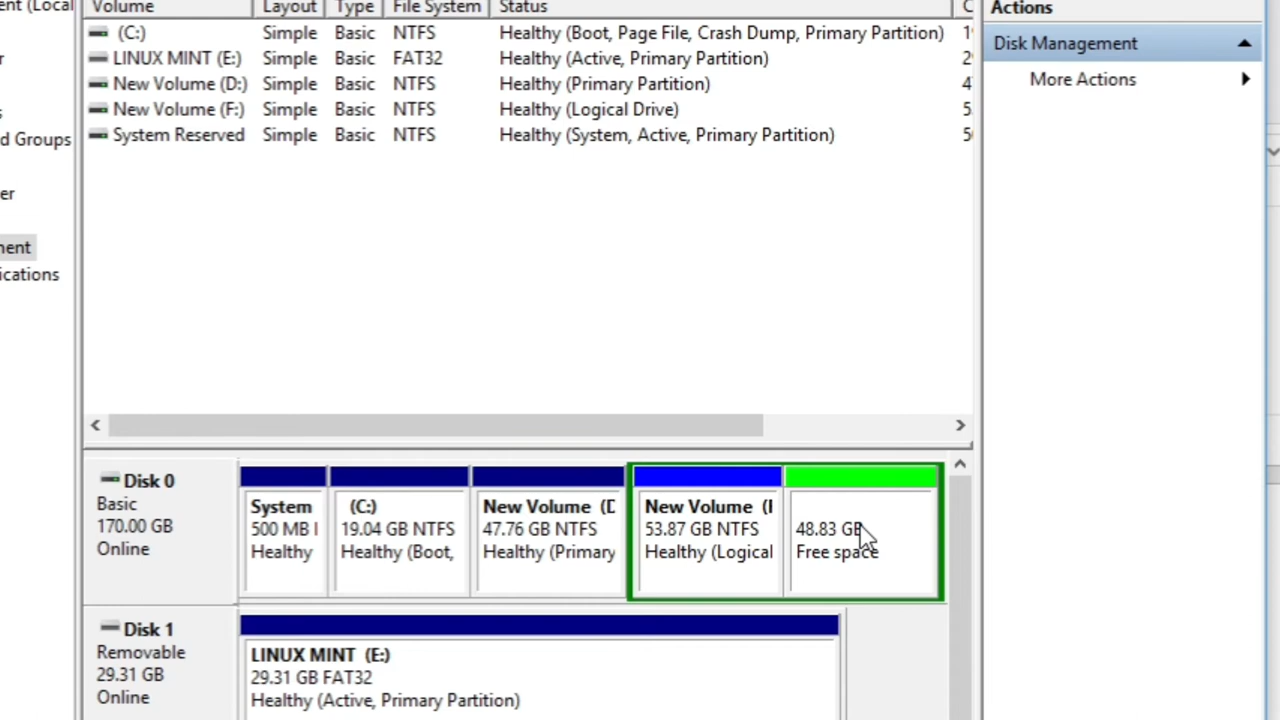 ent (Local
r
s
d Groups
er
ment
ications
Volume Layout Type File System Status C
(C:) Simple Basic NTFS Healthy (Boot, Page File, Crash Dump, Primary Partition)
LINUX MINT (E:) Simple Basic FAT32 Healthy (Active, Primary Partition) 2
New Volume (D:) Simple Basic NTFS Healthy (Primary Partition) 4
New Volume (F:) Simple Basic NTFS Healthy (Logical Drive) 5
System Reserved Simple Basic NTFS Healthy (System, Active, Primary Partition) 5
Actions
Disk Management
More Actions
Disk 0
Basic
170.00 GB
Online
System
500 MB
Healthy
(C:)
19.04 GB NTFS
Healthy (Boot,
New Volume (D
47.76 GB NTFS
Healthy (Primary
New Volume (
53.87 GB NTFS
Healthy (Logical
48.83 GB
Free space
Disk 1
Removable
29.31 GB
Online
LINUX MINT (E:)
29.31 GB FAT32
Healthy (Active, Primary Partition)